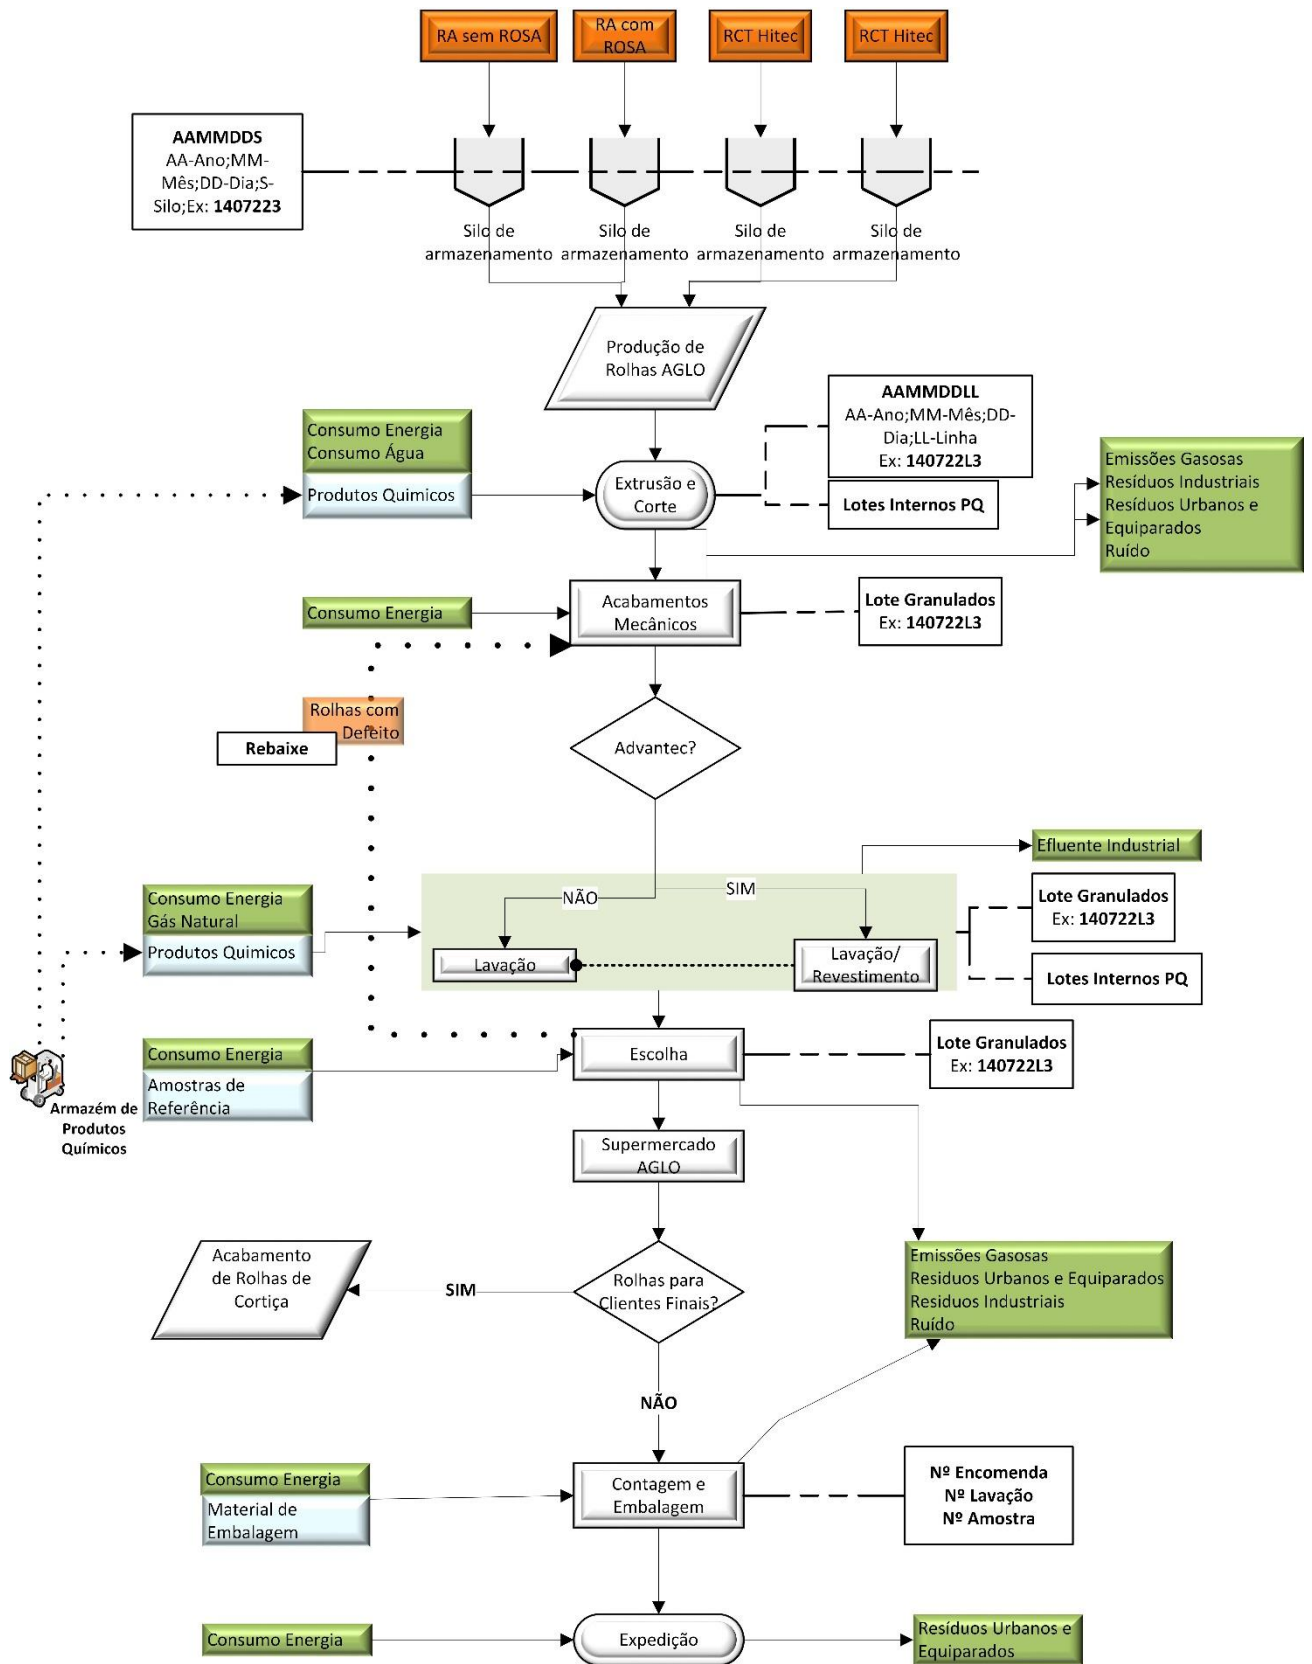 RA sem ROSA
RA com
ROSA
RCT Hitec
RCT Hitec
AAMMDDS
AA-Ano;MM-
Mês;DD-Dia;S-
Silo;Ex: 1407223
Silo de
armazenamento
Silo de
armazenamento
Silo de
armazenamento
Silo de
armazenamento
Produção de
Rolhas AGLO
AAMMDDLL
AA-Ano;MM-Mês;DD-
Dia;LL-Linha
Ex: 140722L3
Consumo Energia
Consumo Água
Produtos Quimicos
Extrusão e
Corte
Lotes Internos PQ
Emissões Gasosas
Resíduos Industriais
Resíduos Urbanos e
Equiparados
Ruído
Consumo Energia
Acabamentos
Mecânicos
Lote Granulados
Ex: 140722L3
Rolhas com
Defeito
Rebaixe
Advantec?
Efluente Industrial
NÃO
SIM
Consumo Energia
Gás Natural
Produtos Quimicos
Lavação
Lavação/
Revestimento
Lote Granulados
Ex: 140722L3
Lotes Internos PQ
Escolha
Lote Granulados
Ex: 140722L3
Consumo Energia
Amostras de
Referência
Armazém de
Produtos
Químicos
Supermercado
AGLO
Acabamento
de Rolhas de
Cortiça
SIM
Rolhas para
Clientes Finais?
Emissões Gasosas
Residuos Urbanos e Equiparados
Residuos Industriais
Ruído
NÃO
Consumo Energia
Material de
Embalagem
Contagem e
Embalagem
Nº Encomenda
Nº Lavação
Nº Amostra
Consumo Energia
Expedição
Resíduos Urbanos e
Equiparados